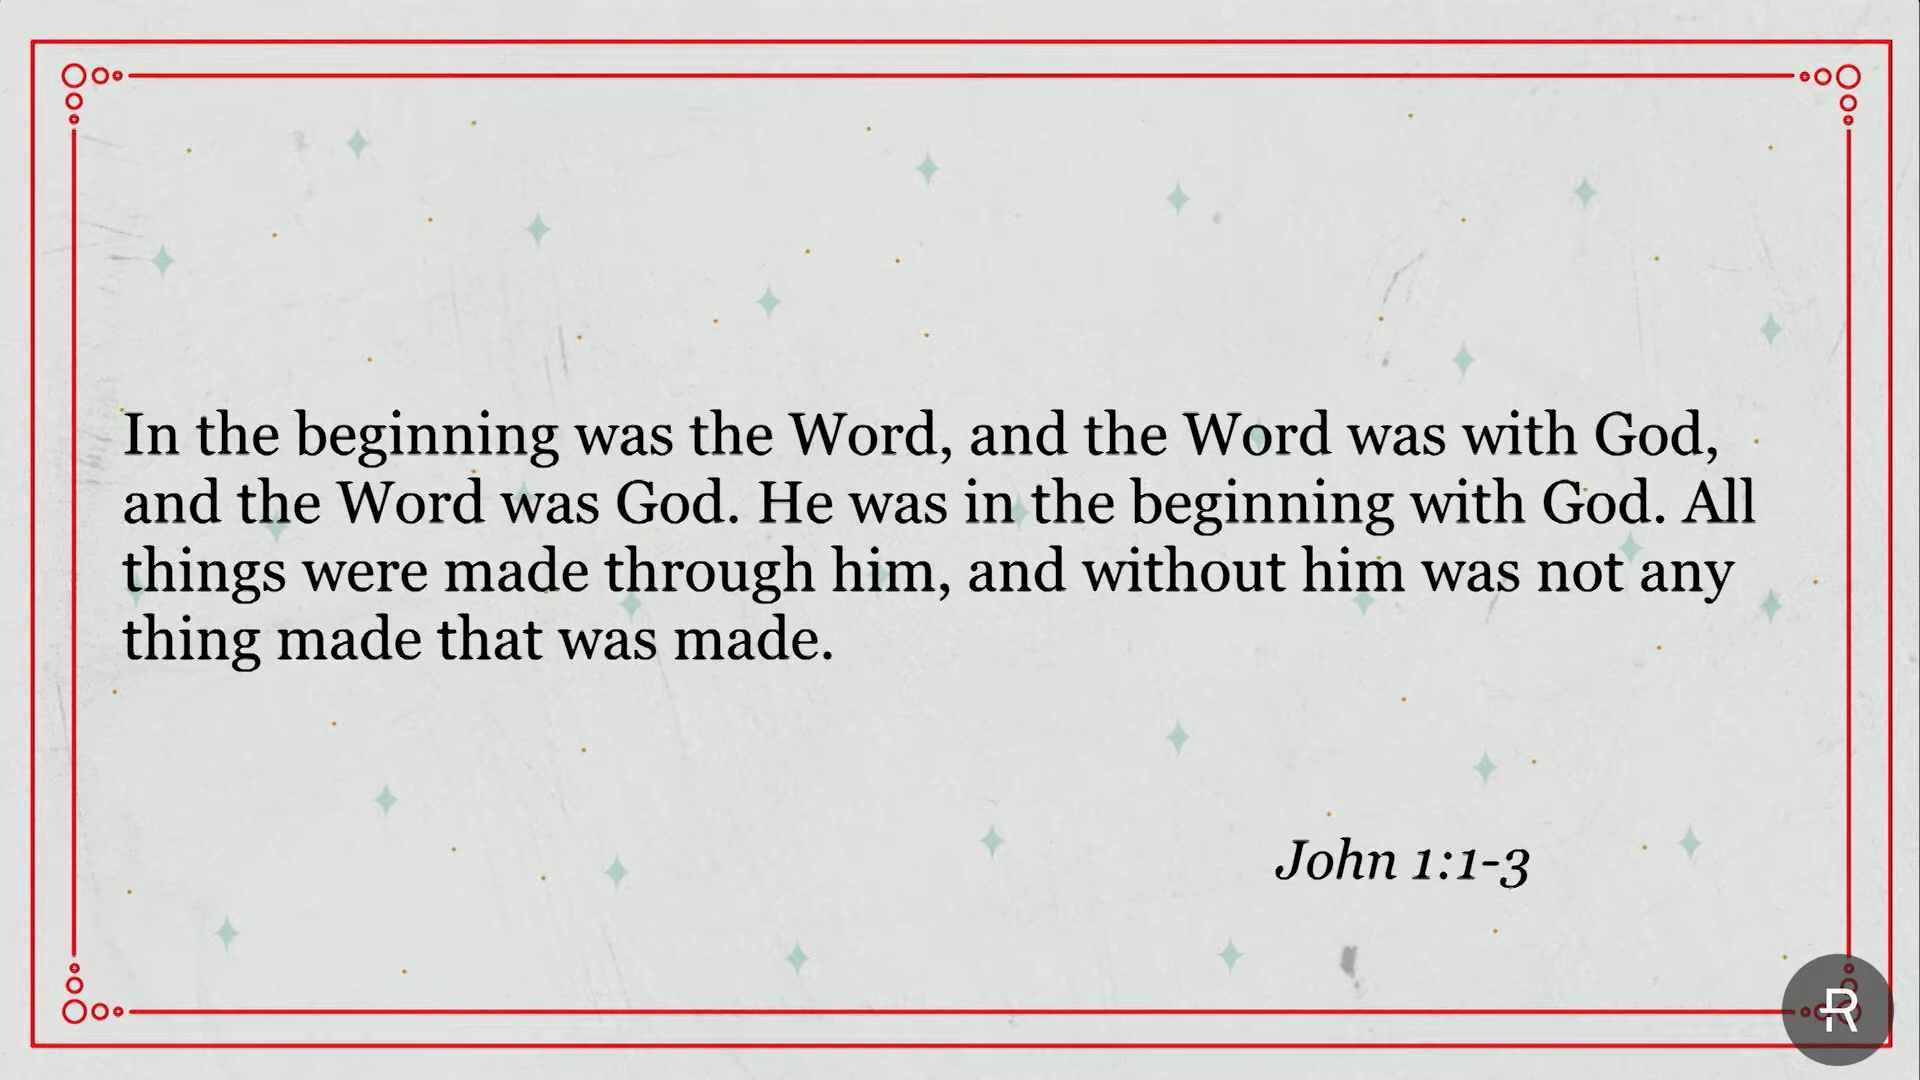 In the beginning was the Word, and the Word was with God,
and the Word was God. He was in the beginning with God. All
things were made through him, and without him was not any
thing made that was made.
John 1:1-3
R